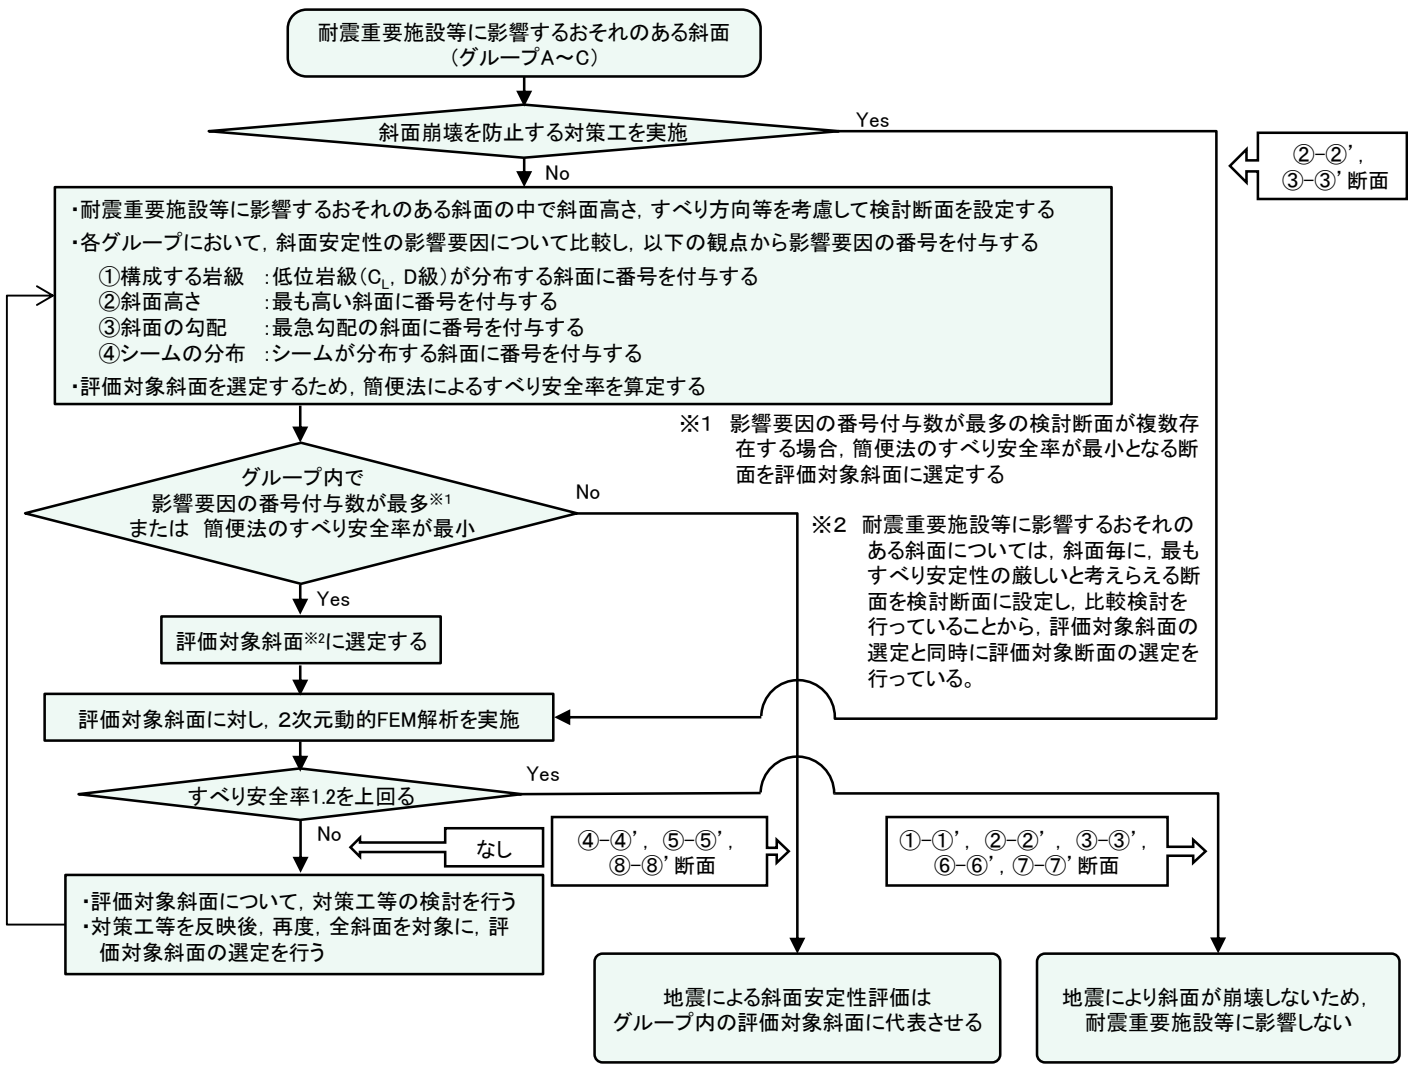 耐震重要施設等に影響するおそれのある斜面
（グループA～C）
斜面崩壊を防止する対策工を実施
Yes
No
②-②’,
③-③’断面
・耐震重要施設等に影響するおそれのある斜面の中で斜面高さ，すべり方向等を考慮して検討断面を設定する
・各グループにおいて，斜面安定性の影響要因について比較し，以下の観点から影響要因の番号を付与する
①構成する岩級　：低位岩級（CL，D級）が分布する斜面に番号を付与する
②斜面高さ　：最も高い斜面に番号を付与する
③斜面の勾配　：最急勾配の斜面に番号を付与する
④シームの分布　：シームが分布する斜面に番号を付与する
・評価対象斜面を選定するため，簡便法によるすべり安全率を算定する
※1　影響要因の番号付与数が最多の検討断面が複数存
在する場合，簡便法のすべり安全率が最小となる断
面を評価対象斜面に選定する
グループ内で
影響要因の番号付与数が最多※1
または　簡便法のすべり安全率が最小
No
Yes
※2　耐震重要施設等に影響するおそれの
ある斜面については，斜面毎に，最も
すべり安定性の厳しいと考えらえる断
面を検討断面に設定し，比較検討を
行っていることから，評価対象斜面の
選定と同時に評価対象断面の選定を
行っている。
評価対象斜面※2に選定する
評価対象斜面に対し，2次元動的FEM解析を実施
すべり安全率1.2を上回る
Yes
No
なし
④-④’，⑤-⑤’，
⑧-⑧’断面
①-①’，②-②’，③-③’，
⑥-⑥’，⑦-⑦’断面
・評価対象斜面について，対策工等の検討を行う
・対策工等を反映後，再度，全斜面を対象に，評
価対象斜面の選定を行う
地震による斜面安定性評価は
グループ内の評価対象斜面に代表させる
地震により斜面が崩壊しないため，
耐震重要施設等に影響しない